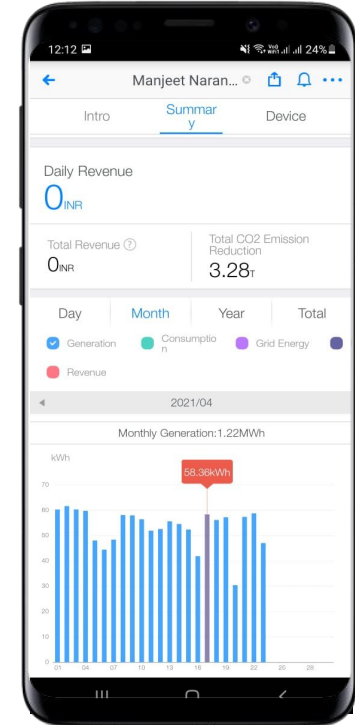 12:12
24%
Manjeet Naran...
Intro
Summar
y
Device
Daily Revenue
0INR
Total Revenue ?
0INR
Total CO2 Emission
Reduction
3.28T
Day Month Year Total
Generation
Consumptio
n
Grid Energy
Revenue
2021/04
Monthly Generation:1.22MWh
kWh
58.36kWh
70
60
50
40
30
20
10
0
01 04 07 10 13 16 19 22 25 28